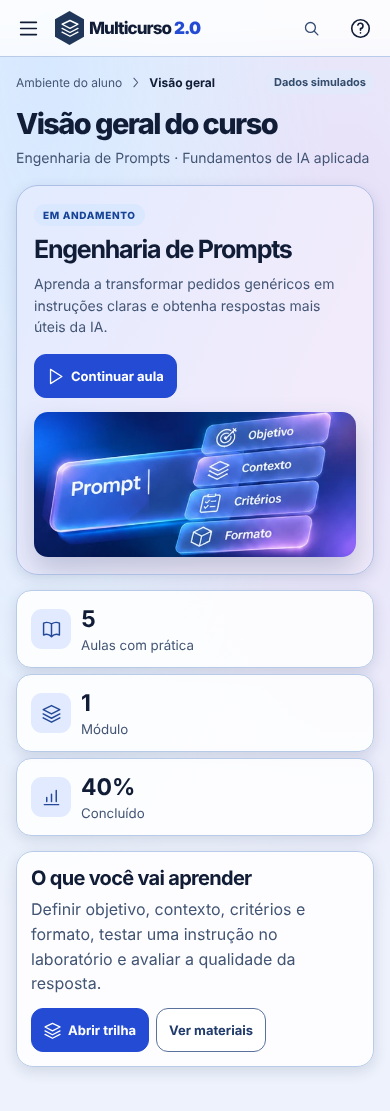 Multicurso 2.0
Ambiente do aluno > Visão geral
Dados simulados
Visão geral do curso
Engenharia de Prompts · Fundamentos de IA aplicada
EM ANDAMENTO
Engenharia de Prompts
Aprenda a transformar pedidos genéricos em
instruções claras e obtenha respostas mais
úteis da IA.
Continuar aula
Prompt
Objetivo
Contexto
Critérios
Formato
5
Aulas com prática
1
Módulo
40%
Concluído
O que você vai aprender
Definir objetivo, contexto, critérios e
formato, testar uma instrução no
laboratório e avaliar a qualidade da
resposta.
Abrir trilha
Ver materiais